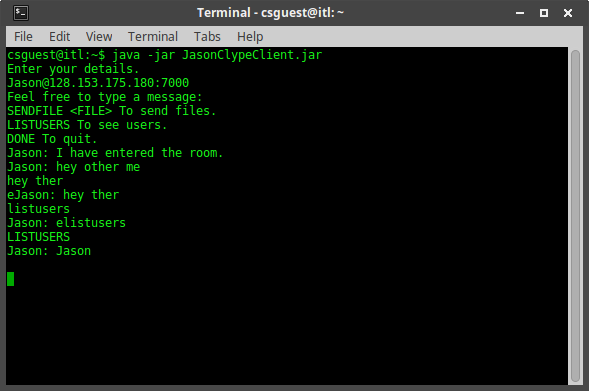 Terminal - csguest@itl: ~
File Edit View Terminal Tabs Help
csguest@itl:~$ java -jar JasonClypeClient.jar
Enter your details.
Jason@128.153.175.180:7000
Feel free to type a message:
SENDFILE <FILE> To send files.
LISTUSERS To see users.
DONE To quit.
Jason: I have entered the room.
Jason: hey other me
hey ther
eJason: hey ther
listusers
Jason: elistusers
LISTUSERS
Jason: Jason